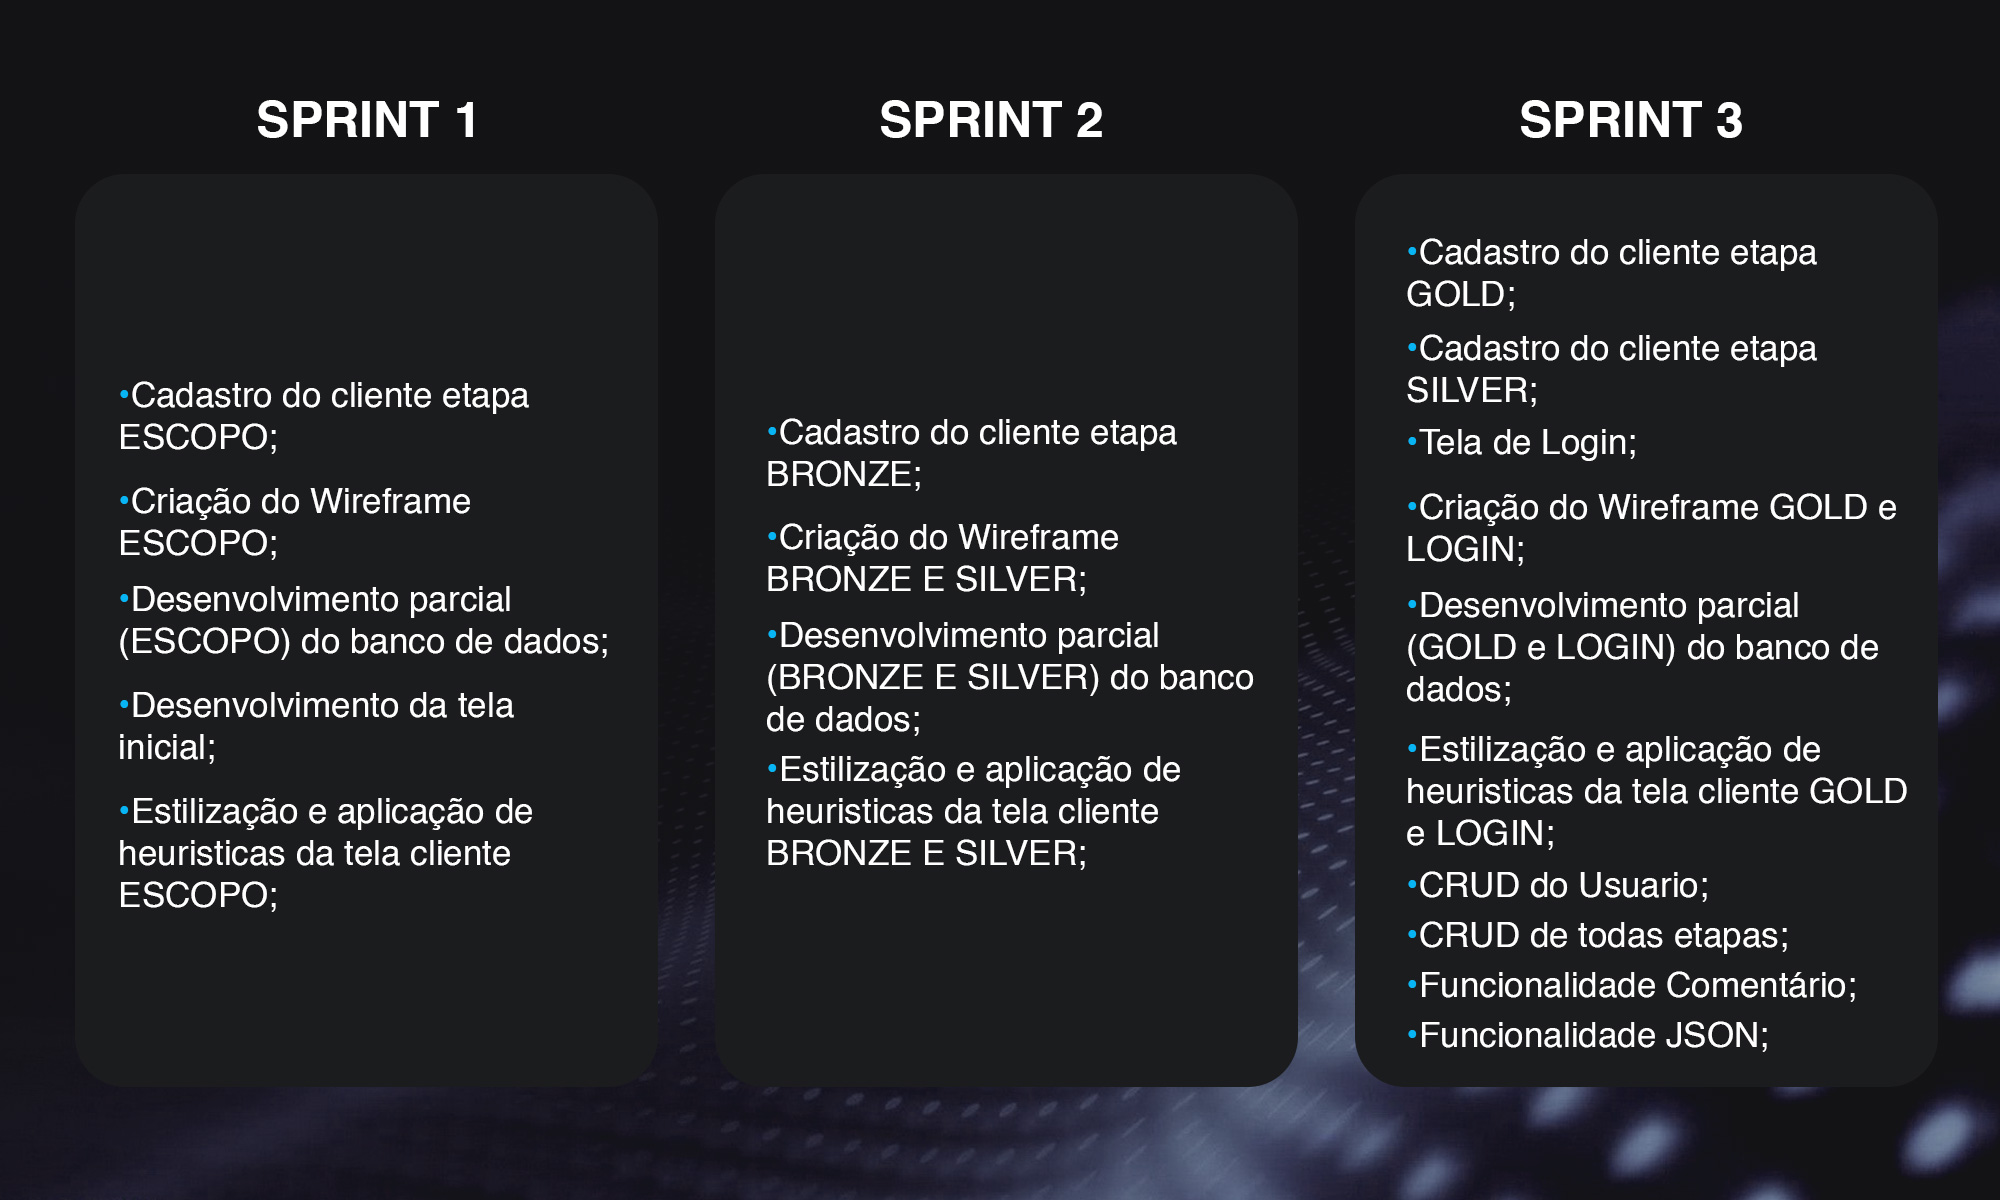 SPRINT 1
•Cadastro do cliente etapa
ESCOPO;
•Criação do Wireframe
ESCOPO;
•Desenvolvimento parcial
(ESCOPO) do banco de dados;
•Desenvolvimento da tela
inicial;
•Estilização e aplicação de
heuristicas da tela cliente
ESCOPO;
SPRINT 2
•Cadastro do cliente etapa
BRONZE;
•Criação do Wireframe
BRONZE E SILVER;
•Desenvolvimento parcial
(BRONZE E SILVER) do banco
de dados;
•Estilização e aplicação de
heuristicas da tela cliente
BRONZE E SILVER;
SPRINT 3
•Cadastro do cliente etapa
GOLD;
•Cadastro do cliente etapa
SILVER;
•Tela de Login;
•Criação do Wireframe GOLD e
LOGIN;
•Desenvolvimento parcial
(GOLD e LOGIN) do banco de
dados;
•Estilização e aplicação de
heuristicas da tela cliente GOLD
e LOGIN;
•CRUD do Usuario;
•CRUD de todas etapas;
•Funcionalidade Comentário;
•Funcionalidade JSON;